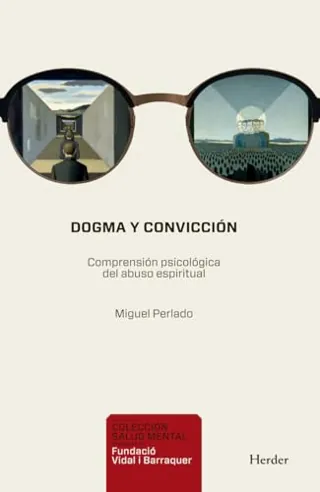 DOGMA Y CONVICCIÓN
Comprensión psicológica
del abuso espiritual
Miguel Perlado
COLECCIÓN
SALUD MENTAL
Fundació
Vidal i Barraquer
Herder